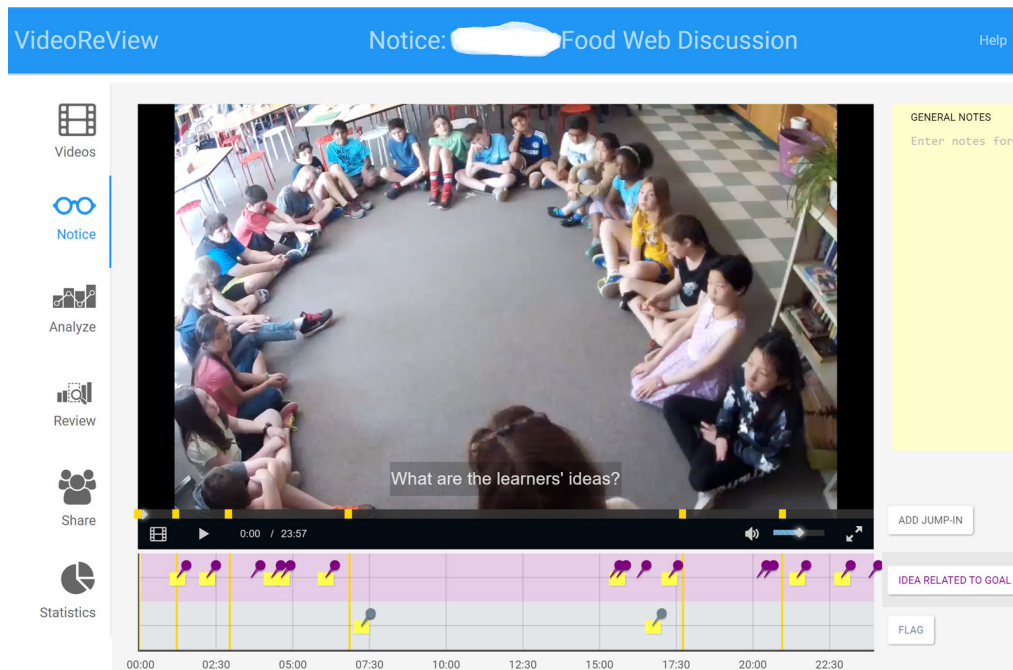 VideoReView
Notice: Food Web Discussion
Help
Videos
Notice
Analyze
Review
Share
Statistics
GENERAL NOTES
Enter notes for
What are the learners' ideas?
0:00 / 23:57
ADD JUMP-IN
IDEA RELATED TO GOAL
FLAG
00:00 02:30 05:00 07:30 10:00 12:30 15:00 17:30 20:00 22:30